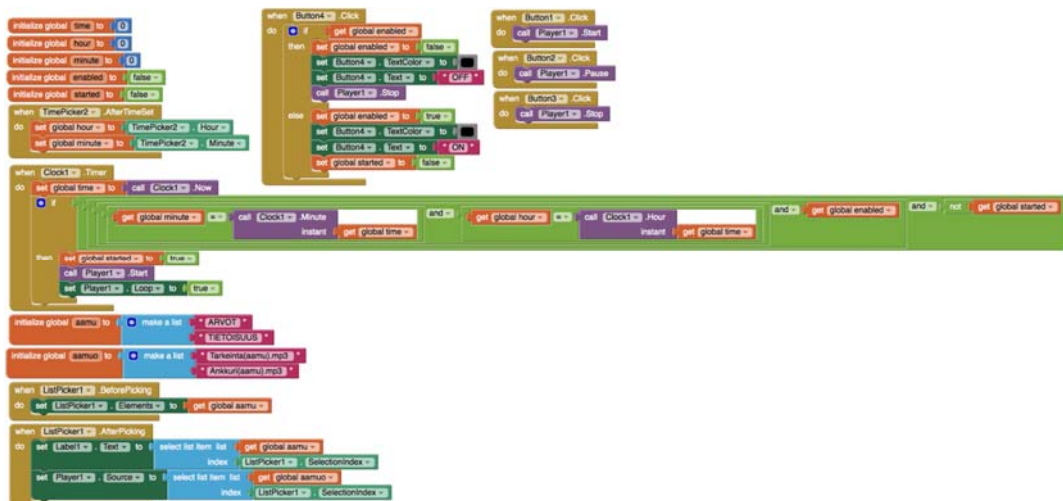 initialize global time to 0
initialize global hour to 0
initialize global minute to 0
initialize global enabled to false
initialize global started to false
when TimePicker2 .AfterTimeSet
do set global hour to TimePicker2 . Hour
set global minute to TimePicker2 . Minute
when Button4 .Click
do if get global enabled
then set global enabled to false
set Button4 . TextColor to
set Button4 . Text to " OFF "
call Player1 .Stop
else set global enabled to true
set Button4 . TextColor to
set Button4 . Text to " ON "
set global started to false
when Button1 .Click
do call Player1 .Start
when Button2 .Click
do call Player1 .Pause
when Button3 .Click
do call Player1 .Stop
when Clock1 .Timer
do set global time to call Clock1 .Now
if get global minute = call Clock1 .Minute and get global hour = call Clock1 .Hour and get global enabled and not get global started
instant get global time instant get global time
then set global started to true
call Player1 .Start
set Player1 . Loop to true
initialize global aamu to make a list " ARVOT "
" TIETOISUUS "
initialize global aamuo to make a list " Tarkeinta(aamu).mp3 "
" Ankkuri(aamu).mp3 "
when ListPicker1 .BeforePicking
do set ListPicker1 . Elements to get global aamu
when ListPicker1 .AfterPicking
do set Label1 . Text to select list item list get global aamu
index ListPicker1 . SelectionIndex
set Player1 . Source to select list item list get global aamuo
index ListPicker1 . SelectionIndex